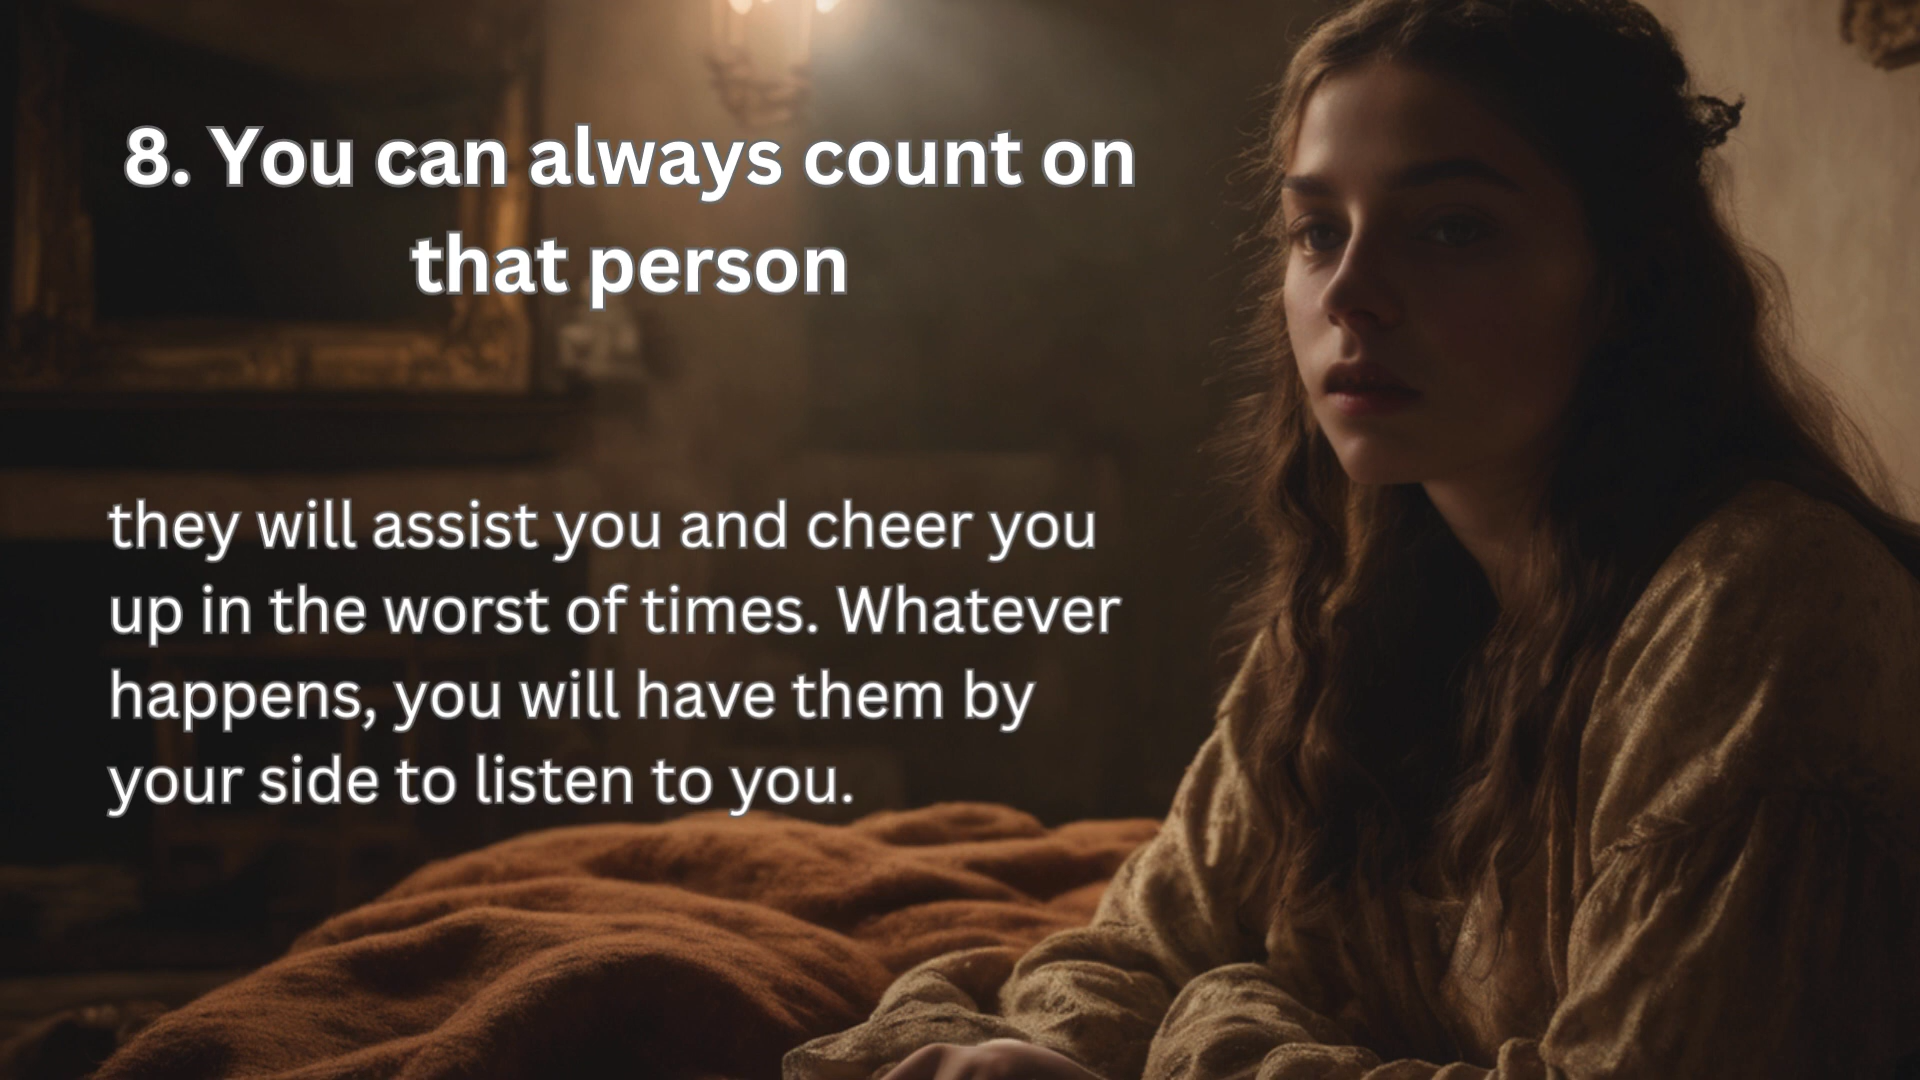 8. You can always count on
that person
they will assist you and cheer you
up in the worst of times. Whatever
happens, you will have them by
your side to listen to you.